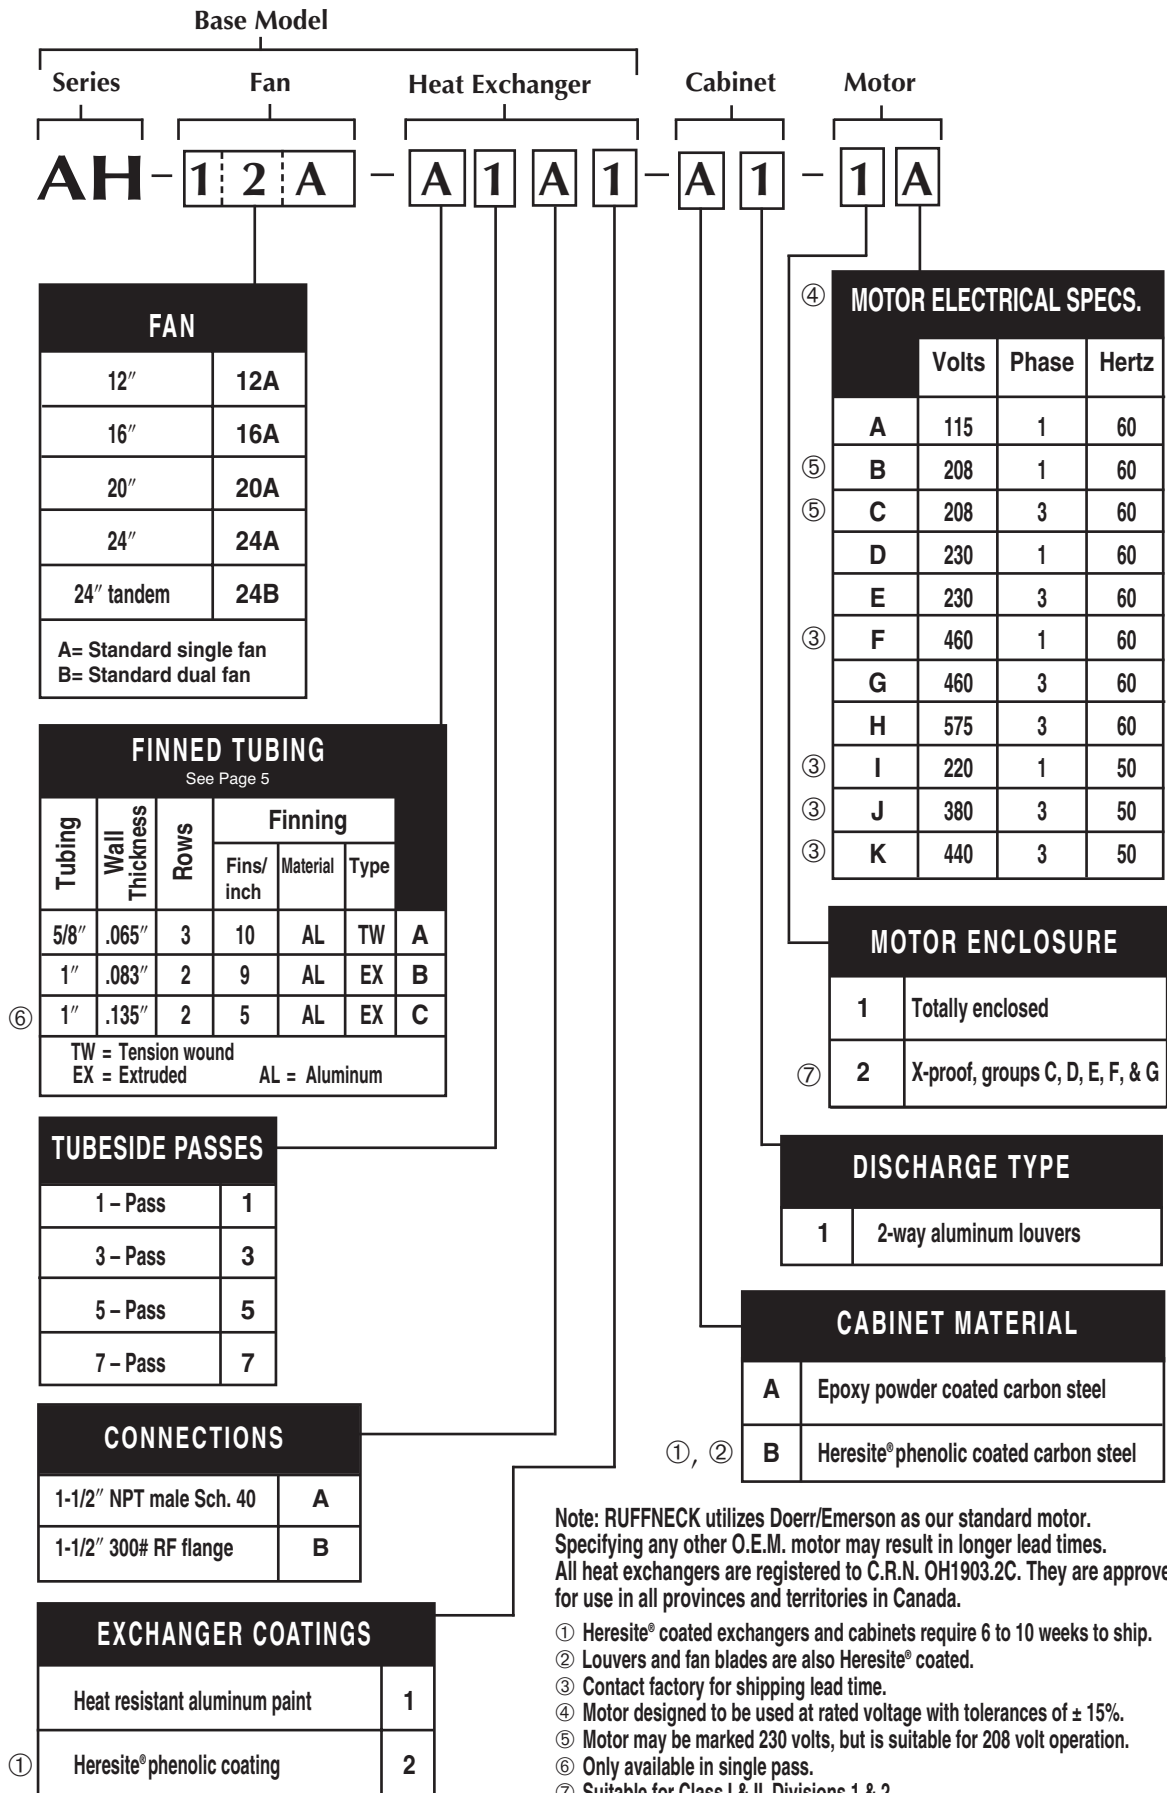 Base Model
Series Fan Heat Exchanger Cabinet Motor
AH - 1 2 A - A 1 A 1 - A 1 - 1 A
FAN
12″ 12A
16″ 16A
20″ 20A
24″ 24A
24″ tandem 24B
A= Standard single fan
B= Standard dual fan
④ MOTOR ELECTRICAL SPECS.
Volts Phase Hertz
A 115 1 60
⑤ B 208 1 60
⑤ C 208 3 60
D 230 1 60
E 230 3 60
③ F 460 1 60
G 460 3 60
H 575 3 60
③ I 220 1 50
③ J 380 3 50
③ K 440 3 50
FINNED TUBING
See Page 5
Tubing Wall Thickness Rows Finning
Fins/ inch Material Type
5/8″ .065″ 3 10 AL TW A
1″ .083″ 2 9 AL EX B
⑥ 1″ .135″ 2 5 AL EX C
TW = Tension wound
EX = Extruded AL = Aluminum
MOTOR ENCLOSURE
1 Totally enclosed
⑦ 2 X-proof, groups C, D, E, F, & G
TUBESIDE PASSES
1 – Pass 1
3 – Pass 3
5 – Pass 5
7 – Pass 7
DISCHARGE TYPE
1 2-way aluminum louvers
CABINET MATERIAL
A Epoxy powder coated carbon steel
①, ② B Heresite® phenolic coated carbon steel
CONNECTIONS
1-1/2″ NPT male Sch. 40 A
1-1/2″ 300# RF flange B
EXCHANGER COATINGS
Heat resistant aluminum paint 1
① Heresite® phenolic coating 2
Note: RUFFNECK utilizes Doerr/Emerson as our standard motor.
Specifying any other O.E.M. motor may result in longer lead times.
All heat exchangers are registered to C.R.N. OH1903.2C. They are approve
for use in all provinces and territories in Canada.
① Heresite® coated exchangers and cabinets require 6 to 10 weeks to ship.
② Louvers and fan blades are also Heresite® coated.
③ Contact factory for shipping lead time.
④ Motor designed to be used at rated voltage with tolerances of ± 15%.
⑤ Motor may be marked 230 volts, but is suitable for 208 volt operation.
⑥ Only available in single pass.
⑦ Suitable for Class I & II, Divisions 1 & 2